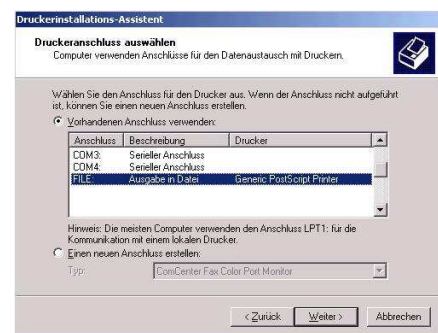 Druckerinstallations-Assistent
Druckeranschluss auswählen
Computer verwenden Anschlüsse für den Datenaustausch mit Druckern.
Wählen Sie den Anschluss für den Drucker aus. Wenn der Anschluss nicht aufgeführt
ist, können Sie einen neuen Anschluss erstellen.
Vorhandenen Anschluss verwenden:
Anschluss Beschreibung Drucker
COM3: Serieller Anschluss
COM4: Serieller Anschluss
FILE: Ausgabe in Datei Generic PostScript Printer
Hinweis: Die meisten Computer verwenden den Anschluss LPT1: für die
Kommunikation mit einem lokalen Drucker.
Einen neuen Anschluss erstellen:
Typ: ComCenter Fax Color Port Monitor
< Zurück Weiter > Abbrechen